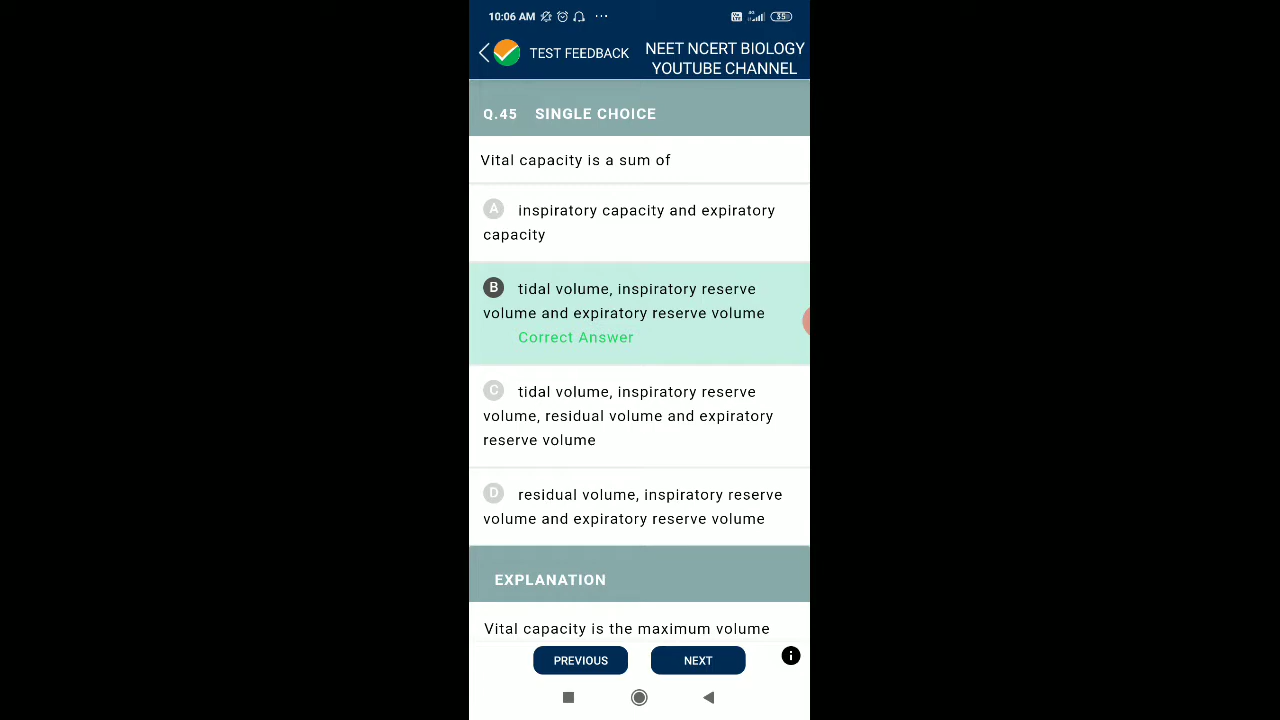 10:06 AM ...
4G 35
TEST FEEDBACK
NEET NCERT BIOLOGY
YOUTUBE CHANNEL
Q.45 SINGLE CHOICE
Vital capacity is a sum of
A inspiratory capacity and expiratory
capacity
B tidal volume, inspiratory reserve
volume and expiratory reserve volume
Correct Answer
C tidal volume, inspiratory reserve
volume, residual volume and expiratory
reserve volume
D residual volume, inspiratory reserve
volume and expiratory reserve volume
EXPLANATION
Vital capacity is the maximum volume
PREVIOUS NEXT i